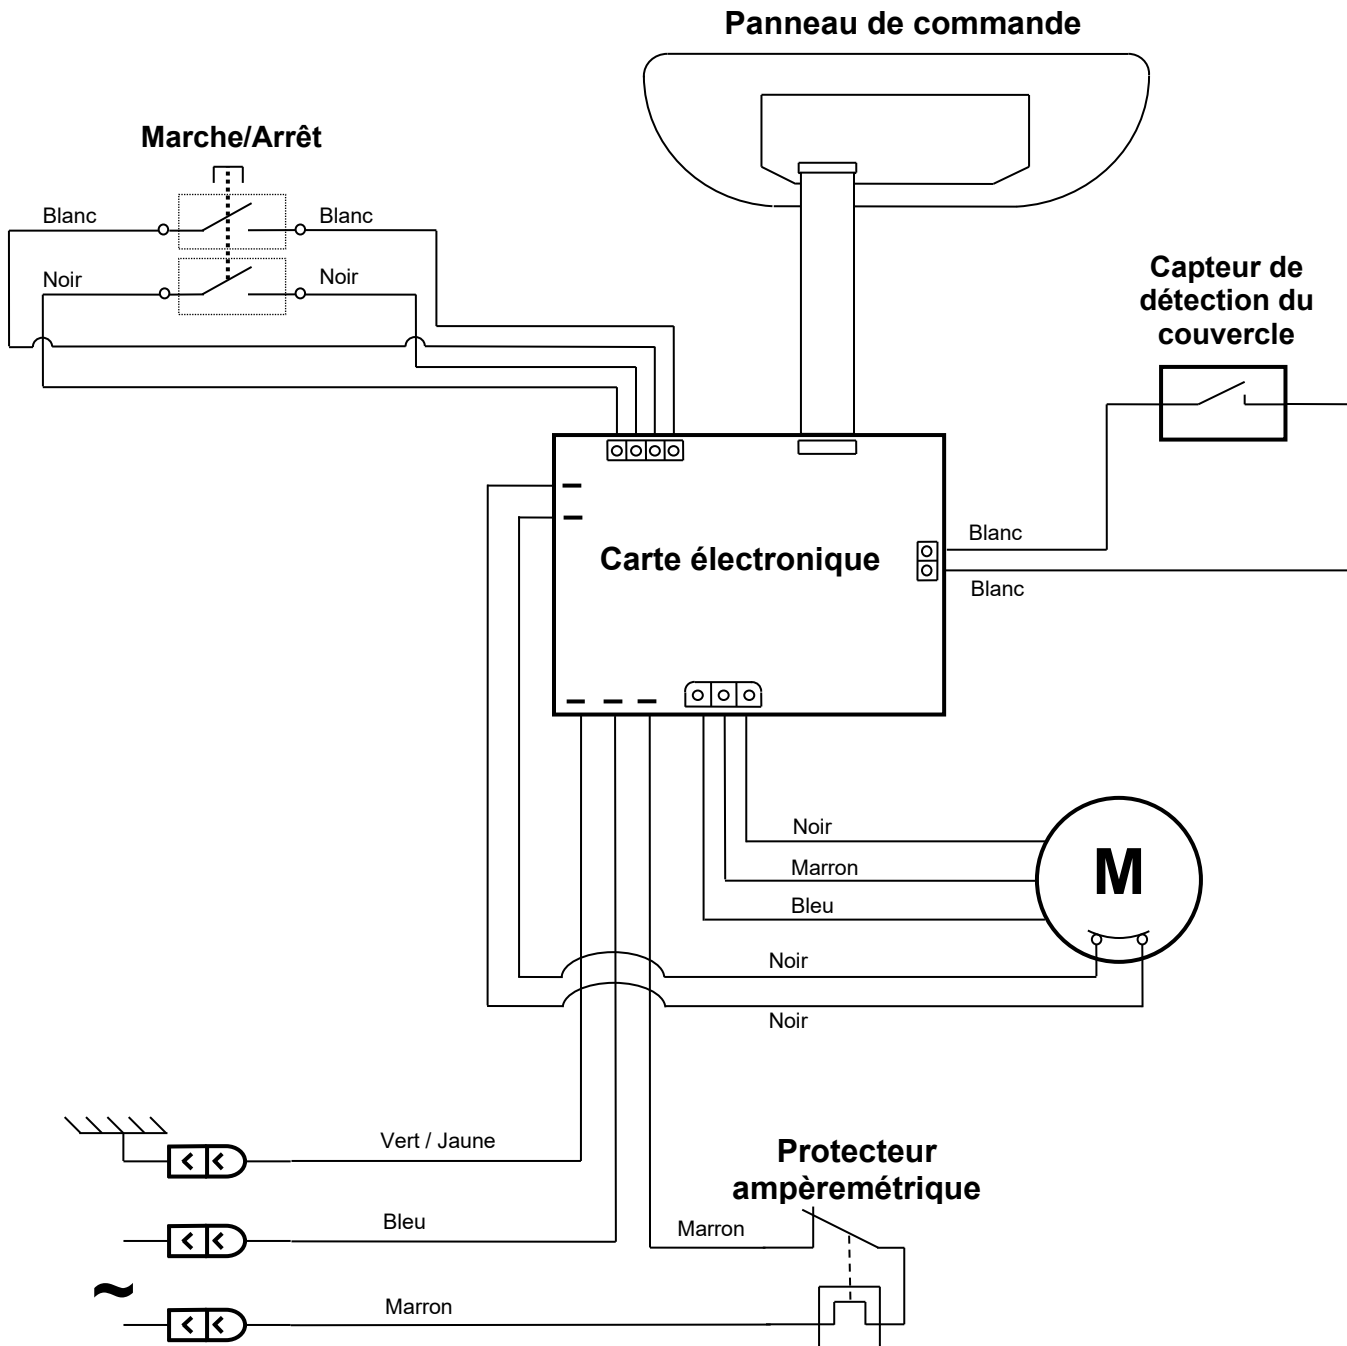 Panneau de commande
Marche/Arrêt
Blanc
Blanc
Noir
Noir
Capteur de
détection du
couvercle
Carte électronique
Blanc
Blanc
Noir
Marron
M
Bleu
Noir
Noir
Vert / Jaune
Protecteur
ampèremétrique
Bleu
Marron
~
Marron